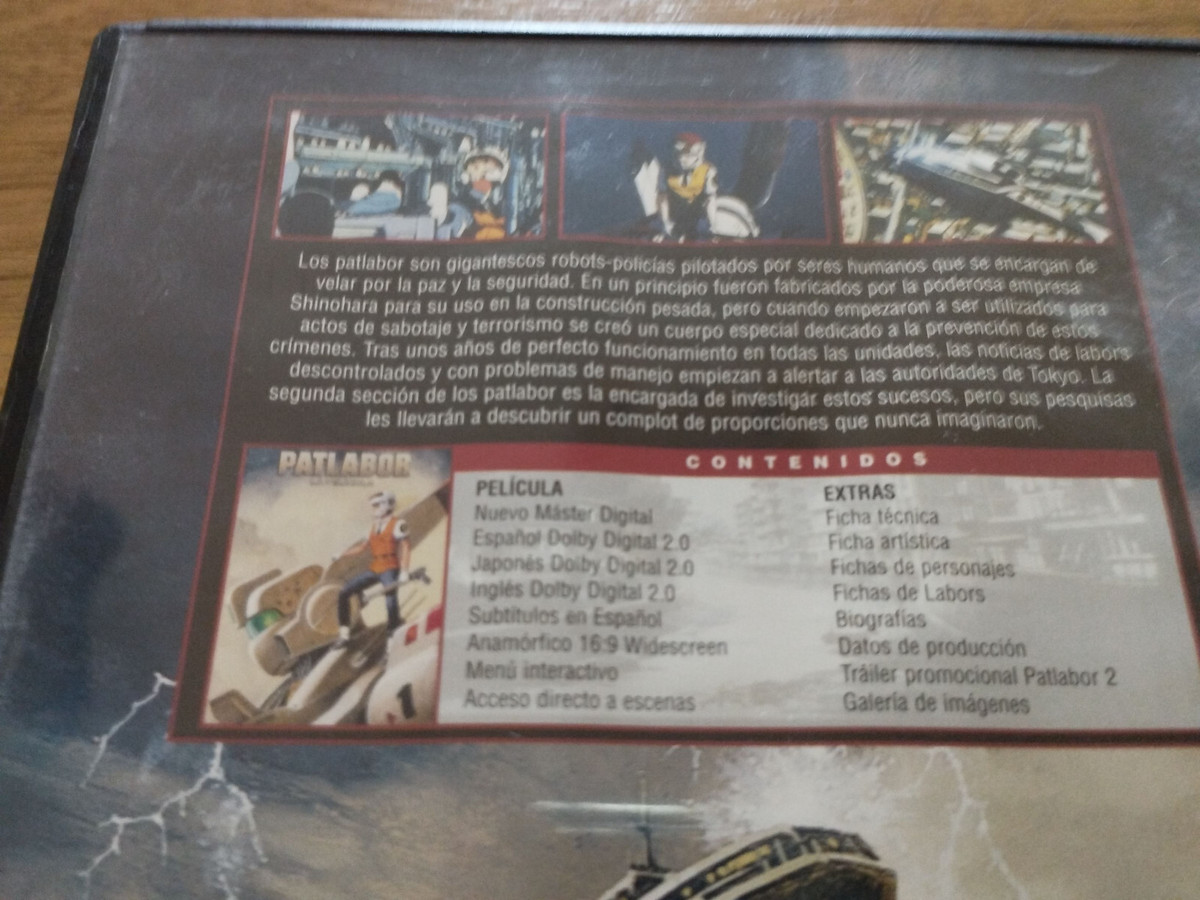 Los patlabor son gigantescos robots-policías pilotados por seres humanos que se encargan de
velar por la paz y la seguridad. En un principio fueron fabricados por la poderosa empresa
Shinohara para su uso en la construcción pesada, pero cuando empezaron a ser utilizados para
actos de sabotaje y terrorismo se creó un cuerpo especial dedicado a la prevención de estos
crímenes. Tras unos años de perfecto funcionamiento en todas las unidades, las noticias de labors
descontrolados y con problemas de manejo empiezan a alertar a las autoridades de Tokyo. La
segunda sección de los patlabor es la encargada de investigar estos sucesos, pero sus pesquisas
les llevarán a descubrir un complot de proporciones que nunca imaginaron.
PATLABOR
CONTENIDOS
PELÍCULA
Nuevo Máster Digital
Español Dolby Digital 2.0
Japonés Dolby Digital 2.0
Inglés Dolby Digital 2.0
Subtítulos en Español
Anamórfico 16:9 Widescreen
Menú interactivo
Acceso directo a escenas
EXTRAS
Ficha técnica
Ficha artística
Fichas de personajes
Fichas de Labors
Biografías
Datos de producción
Tráiler promocional Patlabor 2
Galería de imágenes
1